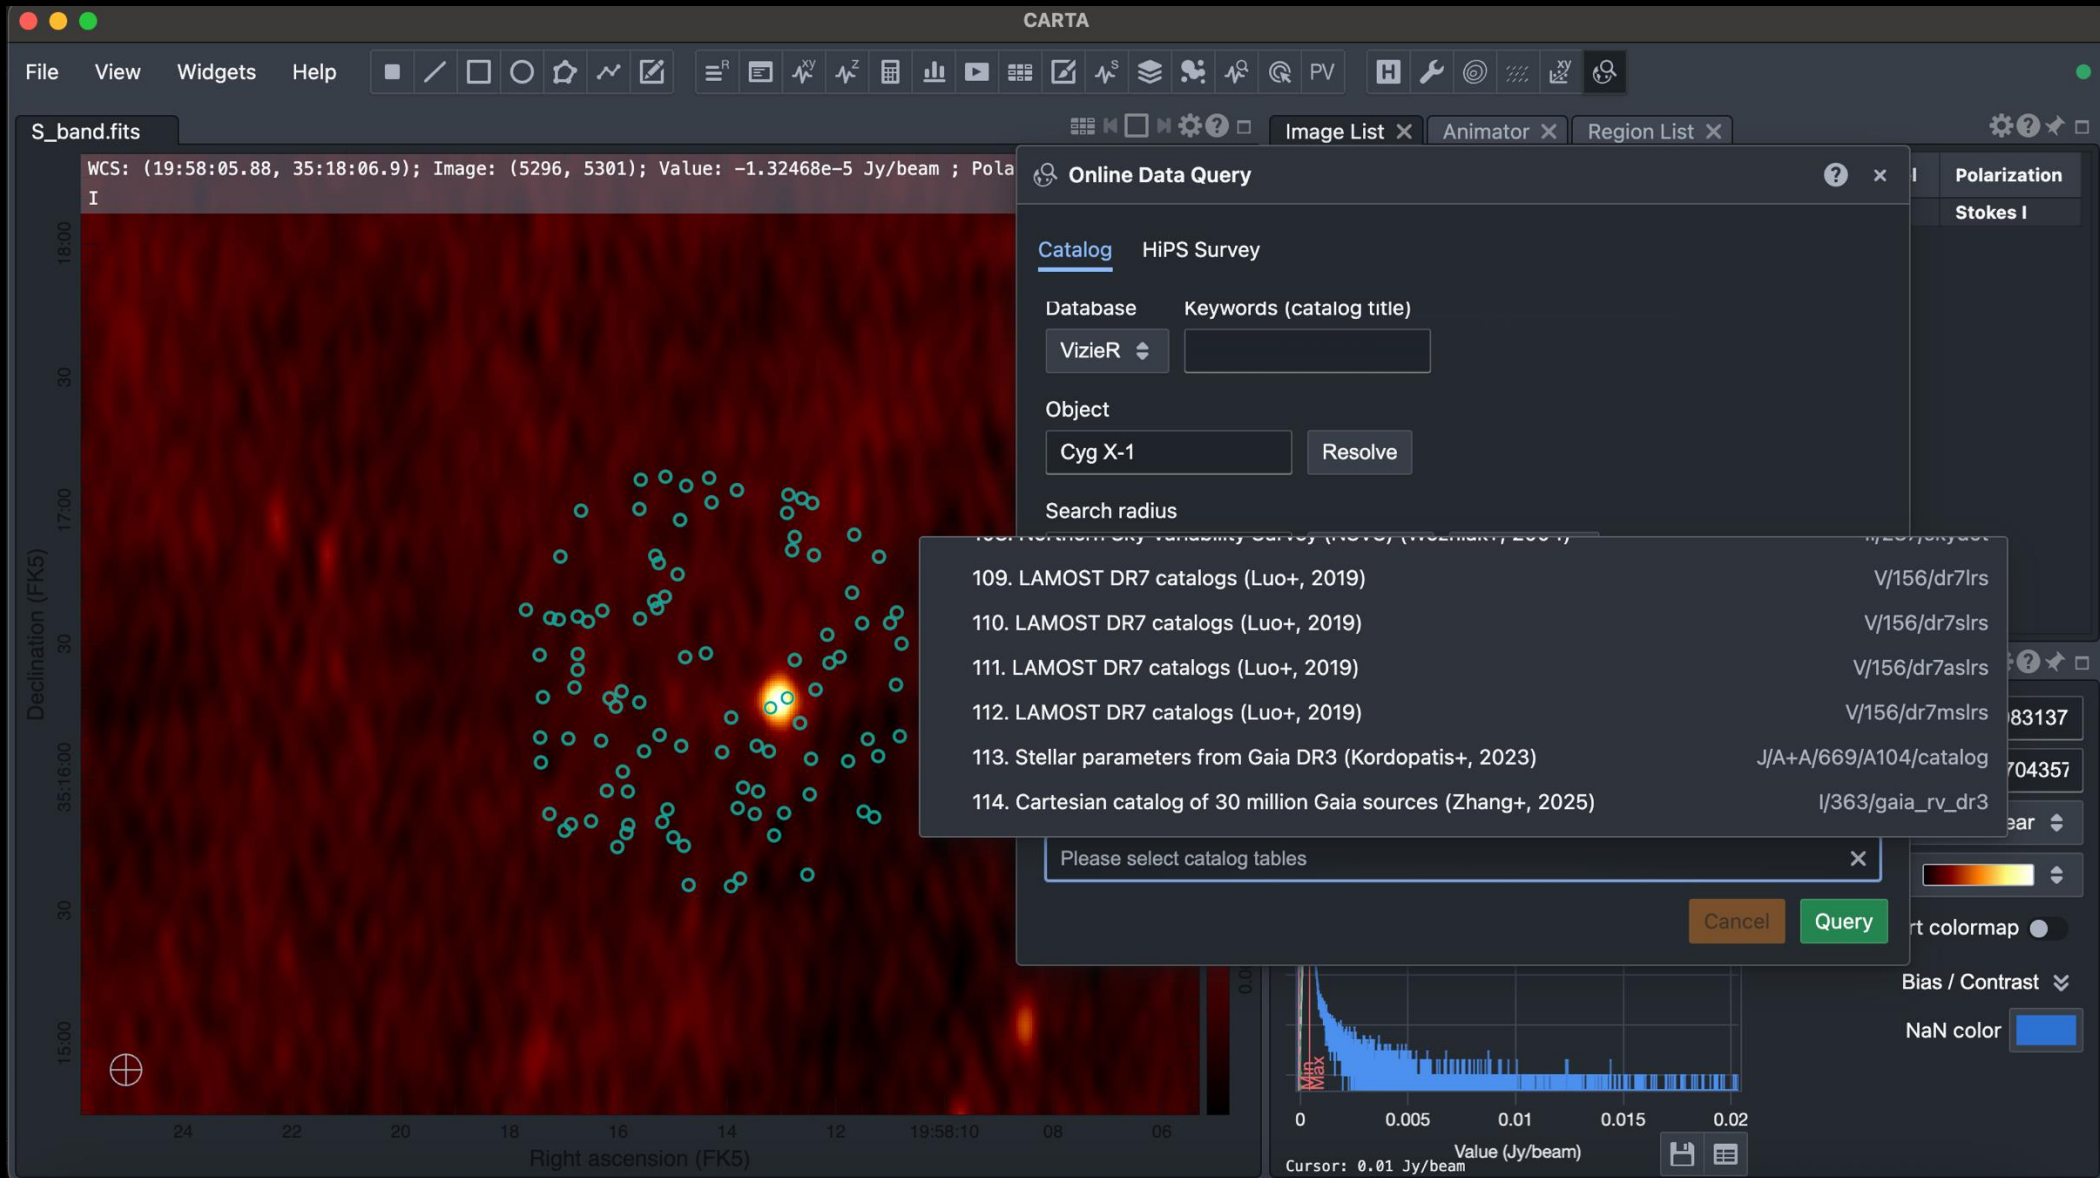 CARTA
File View Widgets Help
PV
S_band.fits
Image List
Animator
Region List
WCS: (19:58:05.88, 35:18:06.9); Image: (5296, 5301); Value: −1.32468e−5 Jy/beam ; Pola
I
Online Data Query
Polarization
Stokes I
Catalog HiPS Survey
Database Keywords (catalog title)
VizieR
Object
Cyg X-1 Resolve
Search radius
109. LAMOST DR7 catalogs (Luo+, 2019) V/156/dr7lrs
110. LAMOST DR7 catalogs (Luo+, 2019) V/156/dr7slrs
111. LAMOST DR7 catalogs (Luo+, 2019) V/156/dr7aslrs
112. LAMOST DR7 catalogs (Luo+, 2019) V/156/dr7mslrs
113. Stellar parameters from Gaia DR3 (Kordopatis+, 2023) J/A+A/669/A104/catalog
114. Cartesian catalog of 30 million Gaia sources (Zhang+, 2025) I/363/gaia_rv_dr3
Please select catalog tables
Cancel Query
83137
704357
ear
rt colormap
Bias / Contrast
NaN color
Min
Max
0 0.005 0.01 0.015 0.02
Value (Jy/beam)
Cursor: 0.01 Jy/beam
Declination (FK5)
18:00
30
17:00
30
35:16:00
30
15:00
24 22 20 18 16 14 12 19:58:10 08 06
Right ascension (FK5)